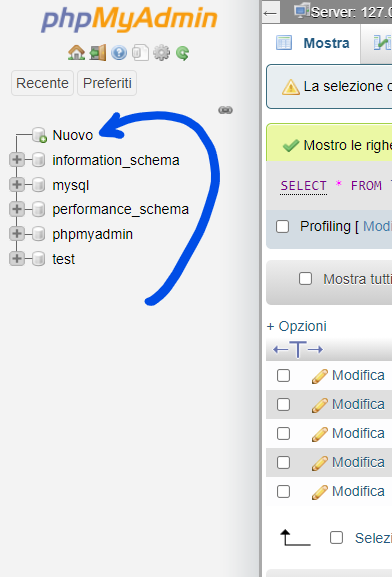 phpMyAdmin
Recente Preferiti
Nuovo
information_schema
mysql
performance_schema
phpmyadmin
test
Server: 127.0
Mostra
La selezione c
Mostro le righe
SELECT * FROM
Profiling [ Modi
Mostra tutti
+ Opzioni
Modifica
Modifica
Modifica
Modifica
Modifica
Selezi